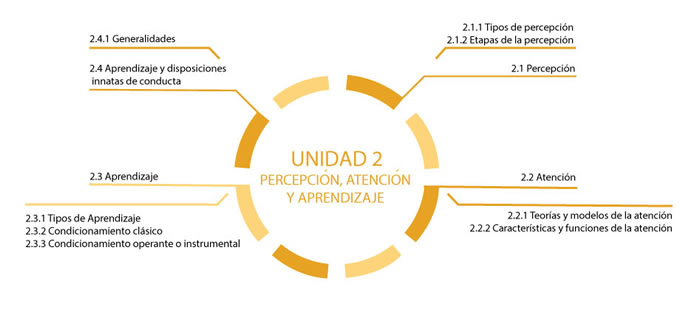 UNIDAD 2
PERCEPCIÓN, ATENCIÓN
Y APRENDIZAJE
2.1.1 Tipos de percepción
2.1.2 Etapas de la percepción
2.1 Percepción
2.2 Atención
2.2.1 Teorías y modelos de la atención
2.2.2 Características y funciones de la atención
2.3 Aprendizaje
2.3.1 Tipos de Aprendizaje
2.3.2 Condicionamiento clásico
2.3.3 Condicionamiento operante o instrumental
2.4.1 Generalidades
2.4 Aprendizaje y disposiciones
innatas de conducta